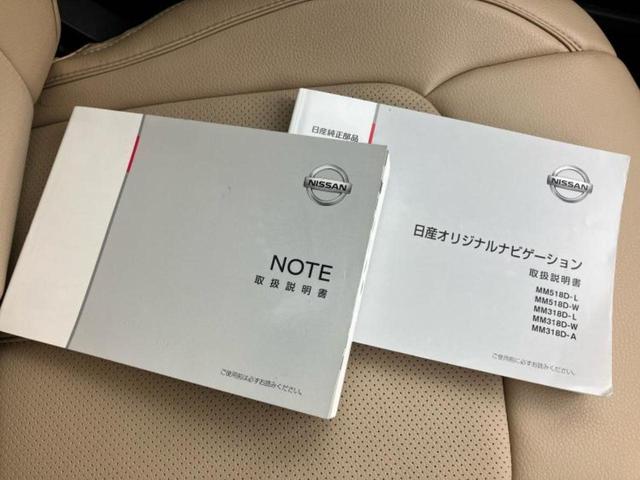 NISSAN
NOTE
取扱説明書
ご使用前は必ずお読みください。
日産純正部品
NISSAN
日産オリジナルナビゲーション
取扱説明書
MM518D-L
MM518D-W
MM318D-L
MM318D-W
MM318D-A
ご使用前に必ずお読みください。